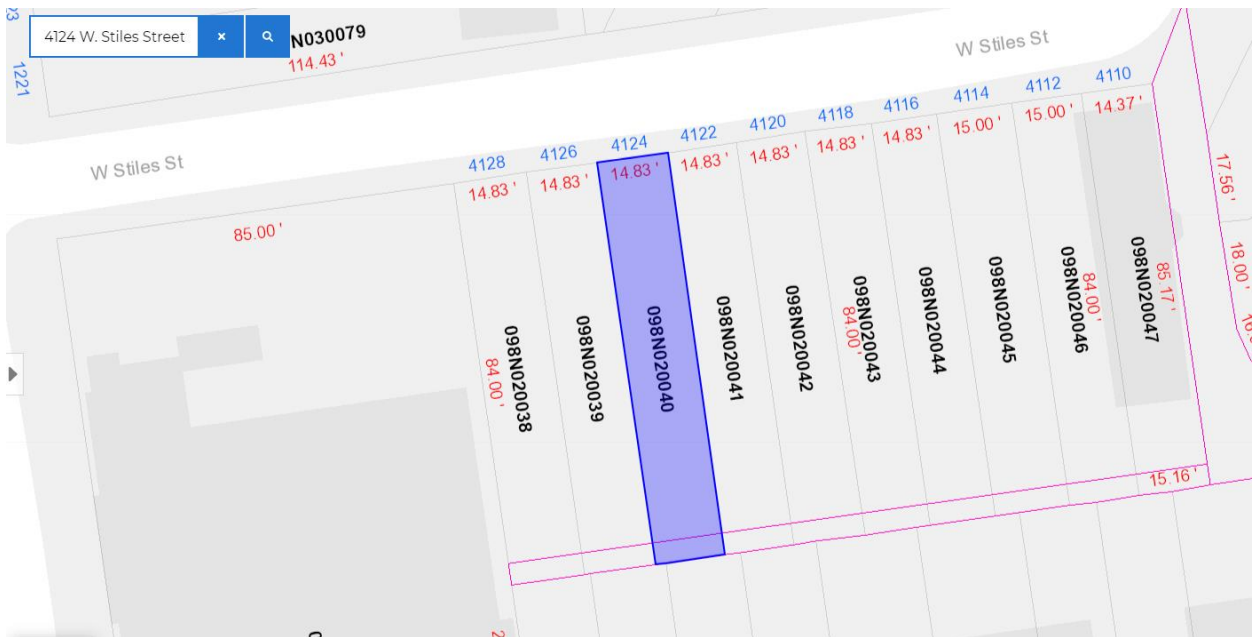 23
4124 W. Stiles Street
N030079
114.43 '
1221
W Stiles St
W Stiles St
4128
4126
4124
4122
4120
4118
4116
4114
4112
4110
14.83 '
14.83 '
14.83 '
14.83 '
14.83 '
14.83 '
14.83 '
15.00 '
15.00 '
14.37 '
85.00 '
17.56 '
18.00 '
098N020038
84.00 '
098N020039
098N020040
098N020041
098N020042
098N020043
84.00 '
098N020044
098N020045
098N020046
84.00 '
098N020047
85.17 '
15.16 '